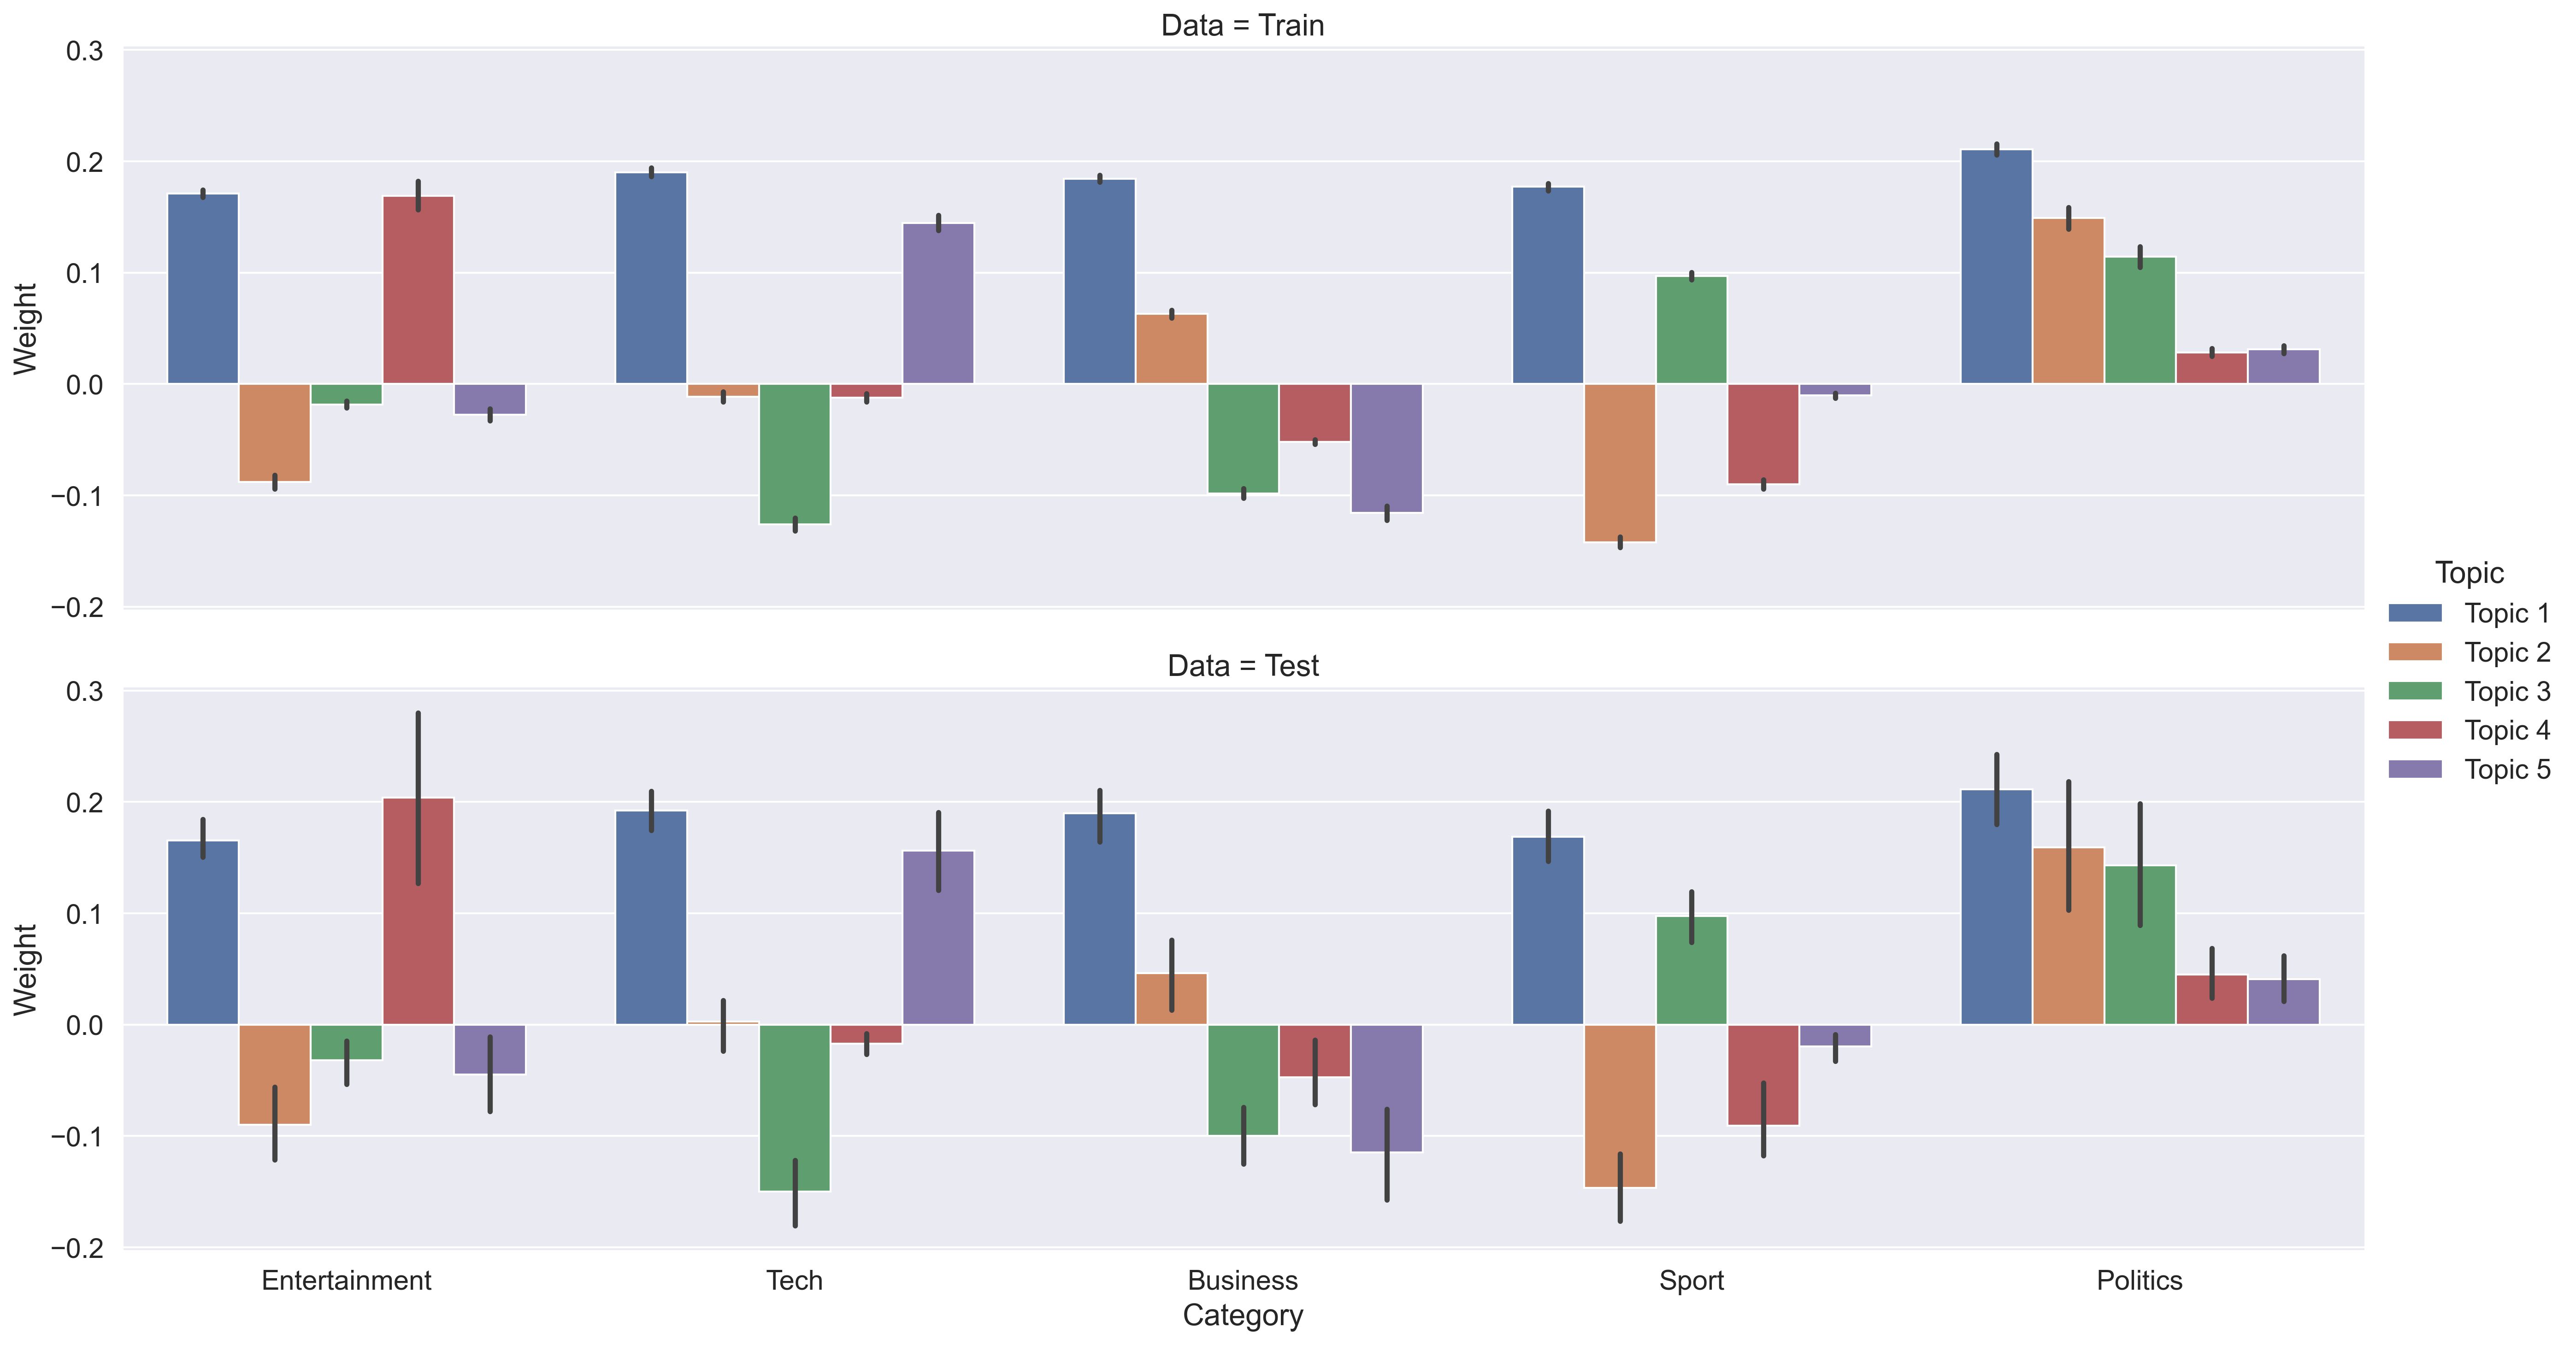 Data = Train
0.3
0.2
0.1
0.0
−0.1
−0.2
Weight
Data = Test
0.3
0.2
0.1
0.0
−0.1
−0.2
Weight
Entertainment Tech Business Sport Politics
Category
Topic
Topic 1
Topic 2
Topic 3
Topic 4
Topic 5